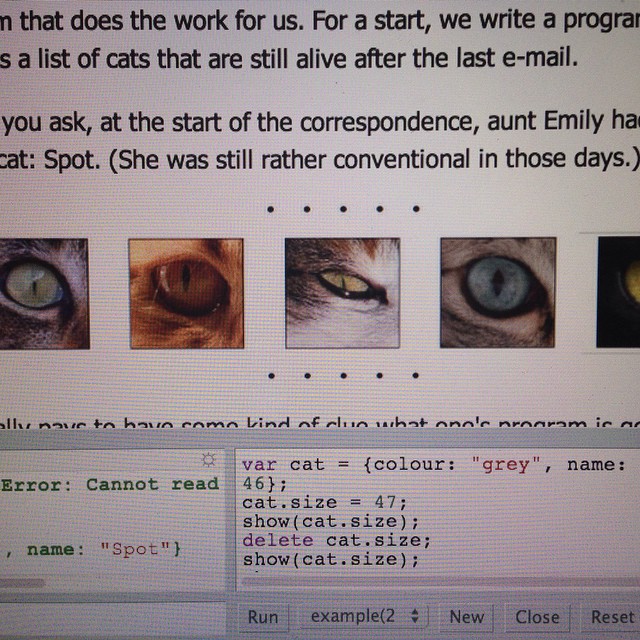 m that does the work for us. For a start, we write a program
s a list of cats that are still alive after the last e-mail.
you ask, at the start of the correspondence, aunt Emily had
cat: Spot. (She was still rather conventional in those days.)
ally pays to have some kind of clue what one's program is
Error: Cannot read
, name: "Spot"}
var cat = {colour: "grey", name:
46};
cat.size = 47;
show(cat.size);
delete cat.size;
show(cat.size);
Run example(2 New Close Reset